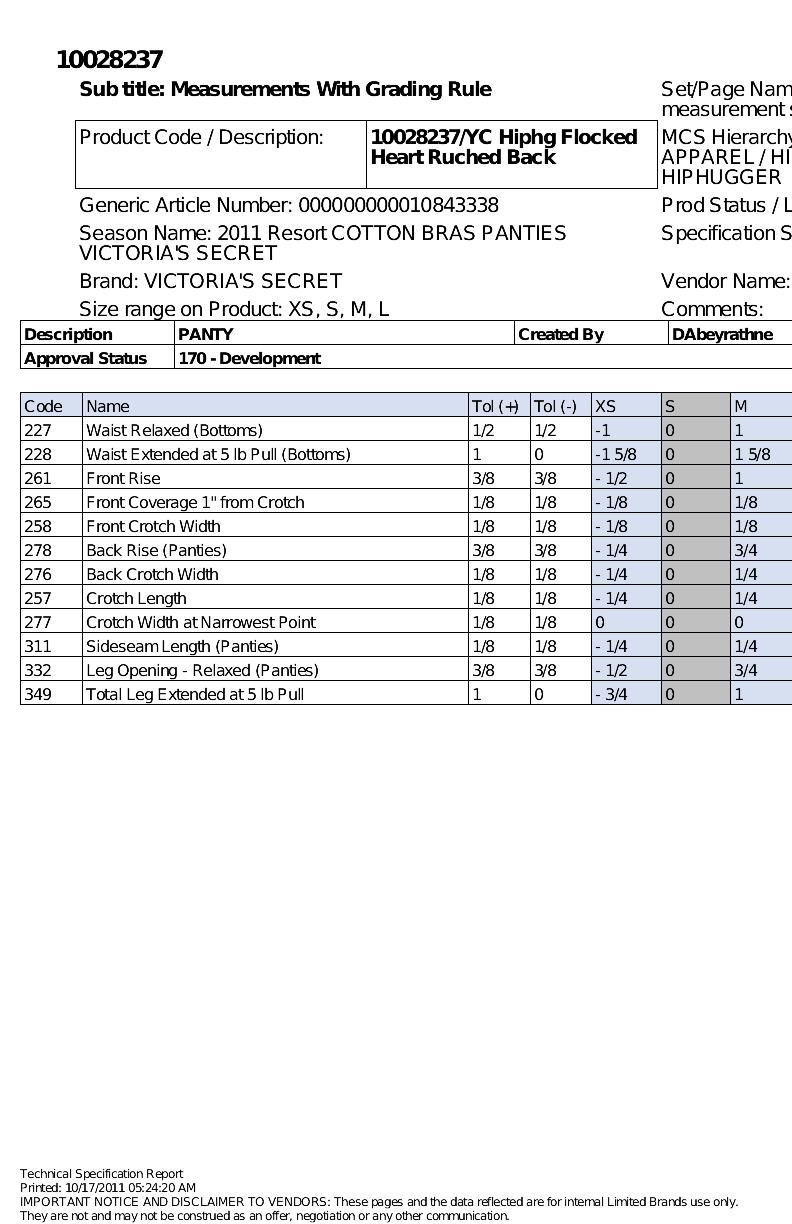 10028237
Sub title: Measurements With Grading Rule
Set/Page Nam
measurement s
Product Code / Description:
10028237/YC Hiphg Flocked
Heart Ruched Back
MCS Hierarchy
APPAREL / HI
HIPHUGGER
Generic Article Number: 000000000010843338
Prod Status / L
Season Name: 2011 Resort COTTON BRAS PANTIES
VICTORIA'S SECRET
Specification S
Brand: VICTORIA'S SECRET
Vendor Name:
Size range on Product: XS, S, M, L
Comments:
Description PANTY Created By DAbeyrathne
Approval Status 170 - Development
Code Name Tol (+) Tol (-) XS S M
227 Waist Relaxed (Bottoms) 1/2 1/2 -1 0 1
228 Waist Extended at 5 lb Pull (Bottoms) 1 0 -1 5/8 0 1 5/8
261 Front Rise 3/8 3/8 - 1/2 0 1
265 Front Coverage 1" from Crotch 1/8 1/8 - 1/8 0 1/8
258 Front Crotch Width 1/8 1/8 - 1/8 0 1/8
278 Back Rise (Panties) 3/8 3/8 - 1/4 0 3/4
276 Back Crotch Width 1/8 1/8 - 1/4 0 1/4
257 Crotch Length 1/8 1/8 - 1/4 0 1/4
277 Crotch Width at Narrowest Point 1/8 1/8 0 0 0
311 Sideseam Length (Panties) 1/8 1/8 - 1/4 0 1/4
332 Leg Opening - Relaxed (Panties) 3/8 3/8 - 1/2 0 3/4
349 Total Leg Extended at 5 lb Pull 1 0 - 3/4 0 1
Technical Specification Report
Printed: 10/17/2011 05:24:20 AM
IMPORTANT NOTICE AND DISCLAIMER TO VENDORS: These pages and the data reflected are for internal Limited Brands use only.
They are not and may not be construed as an offer, negotiation or any other communication.